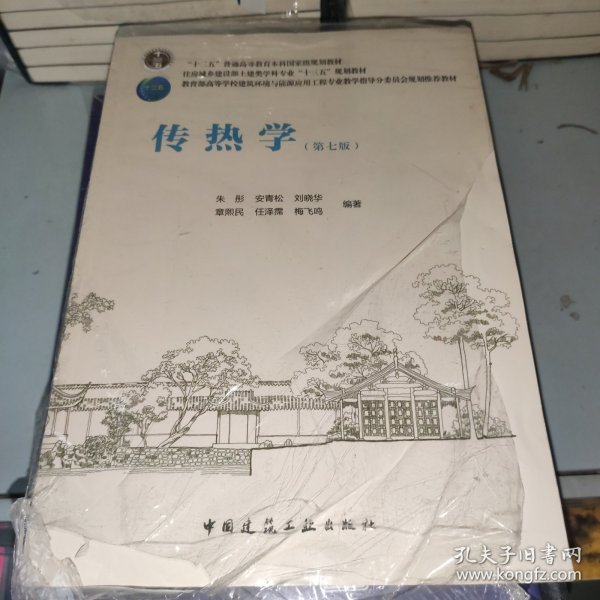 "十二五"普通高等教育本科国家级规划教材
住房城乡建设部土建类学科专业"十三五"规划教材
教育部高等学校建筑环境与能源应用工程专业教学指导分委员会规划推荐教材
十三五
传热学（第七版）
朱 彤 安青松 刘晓华
章熙民 任泽霈 梅飞鸣 编著
中国建筑工业出版社
孔夫子旧书网
www.kongfz.com